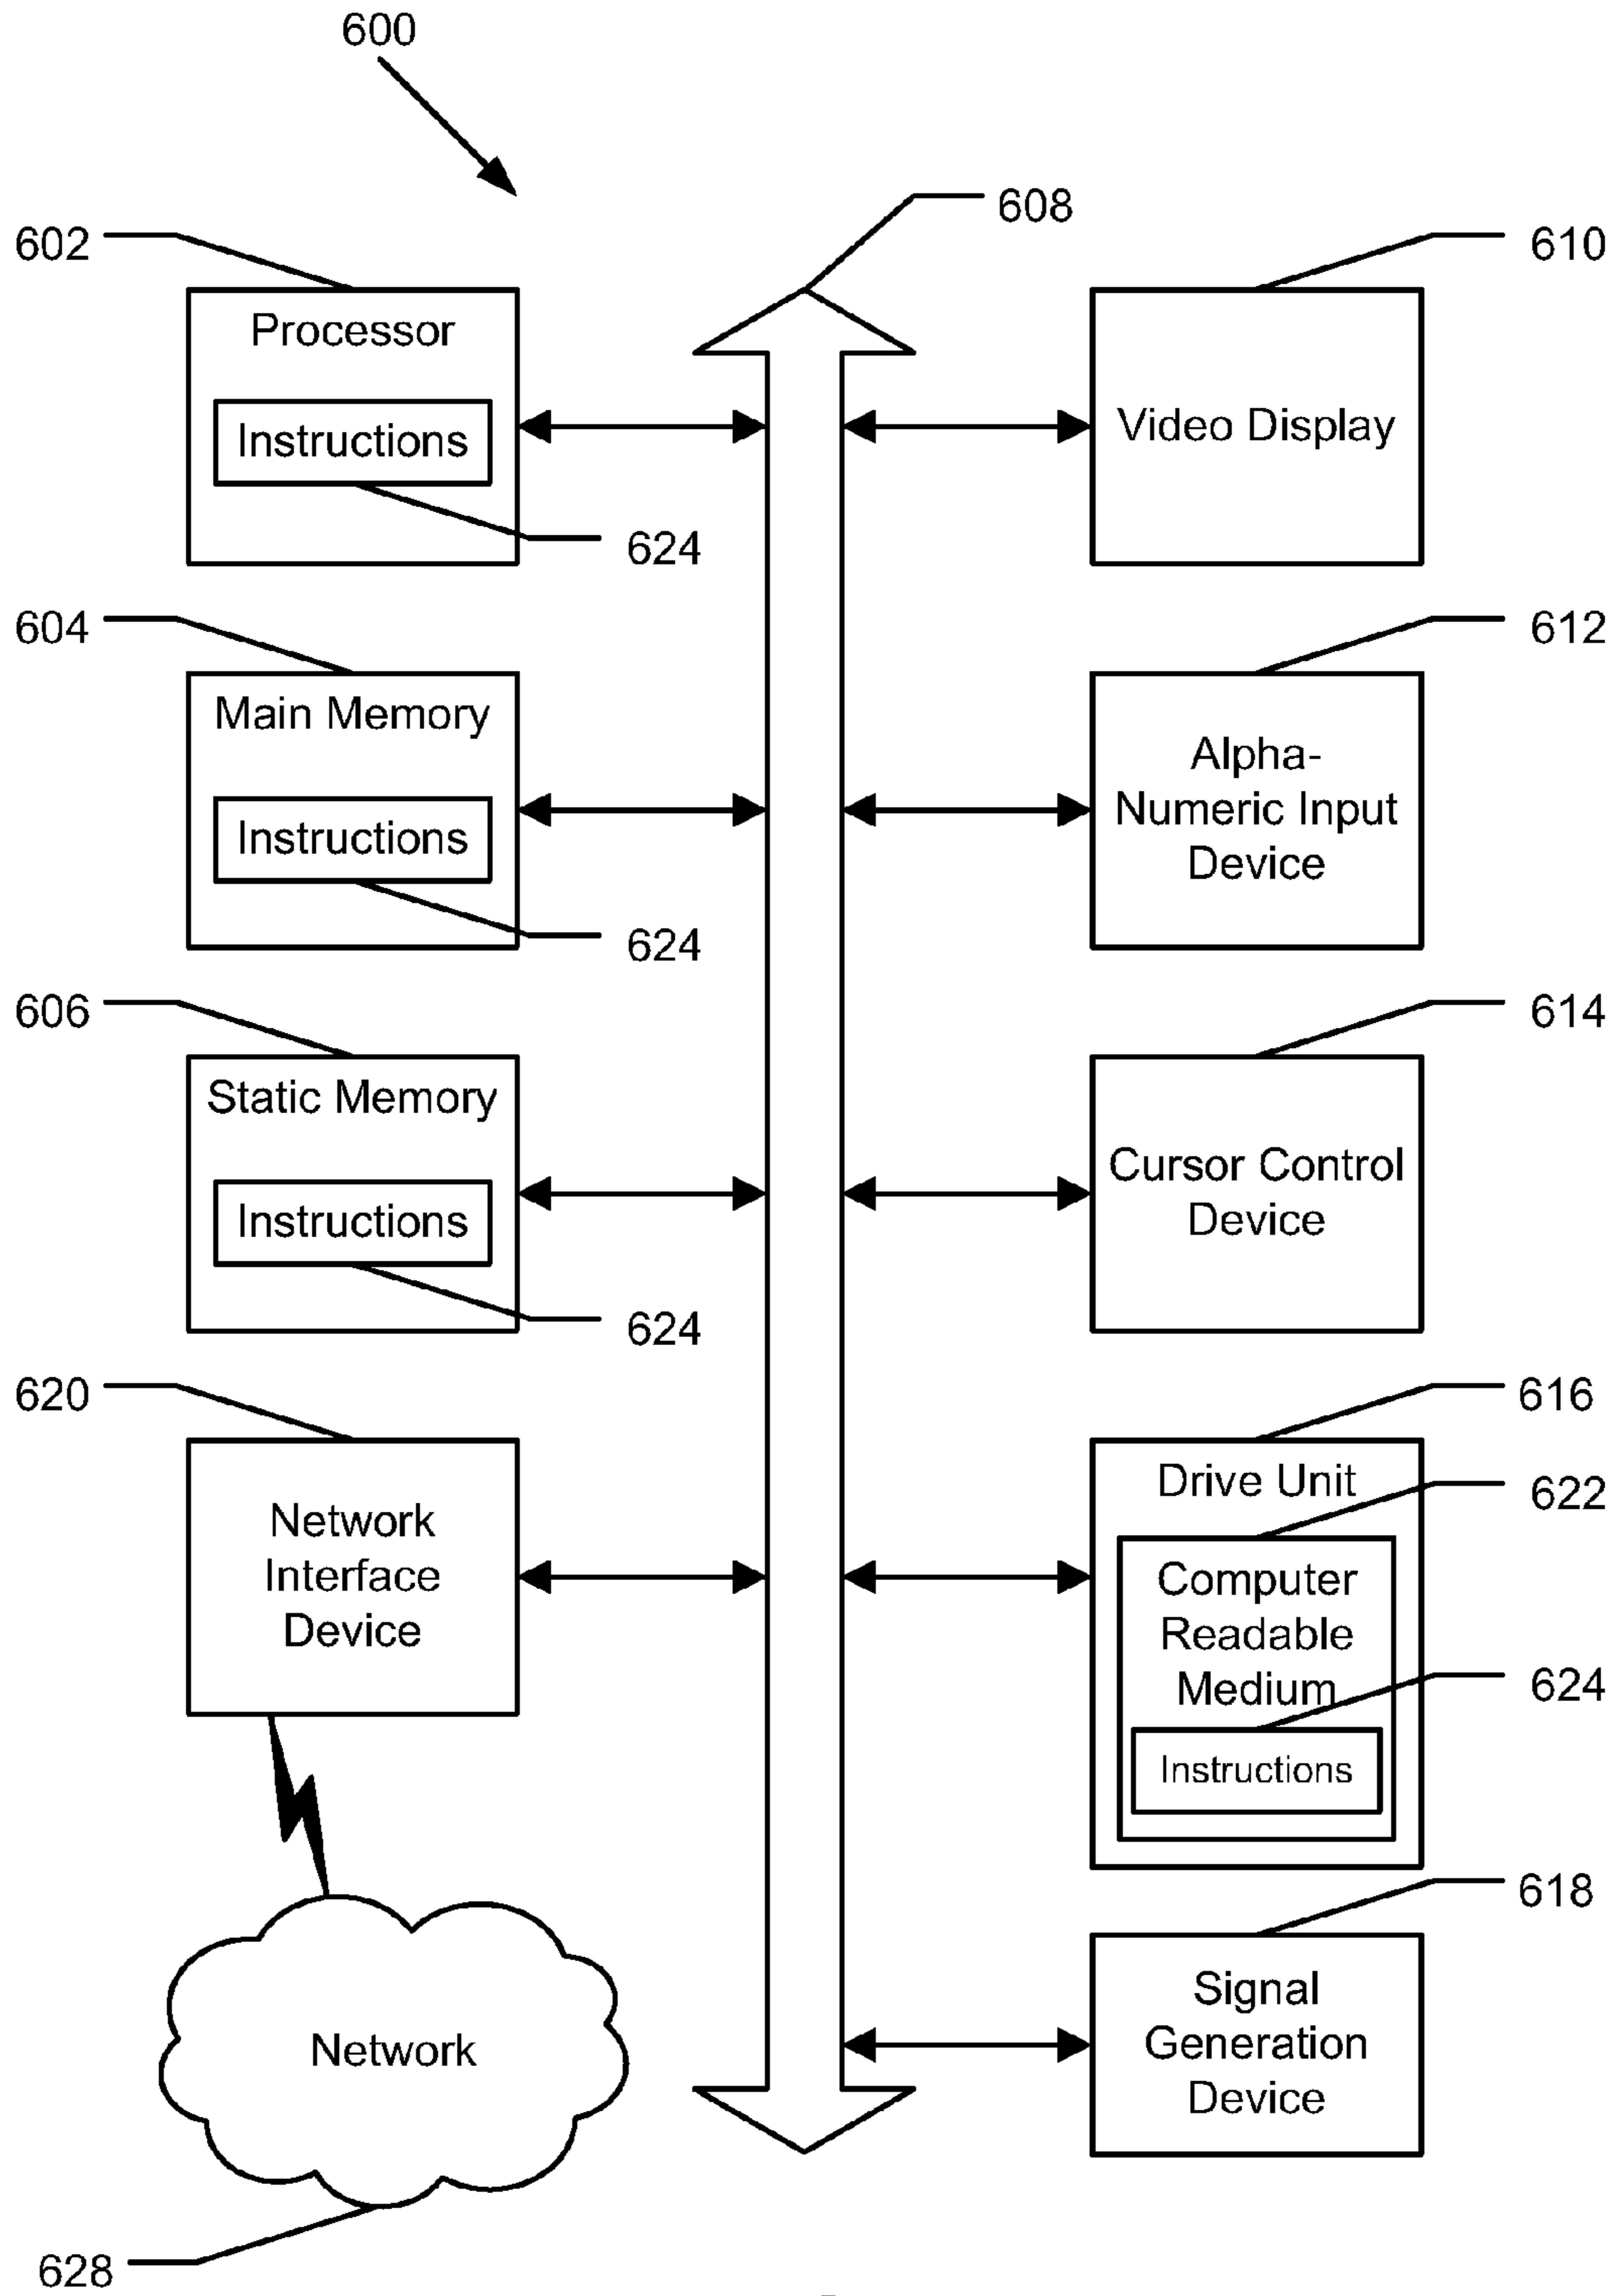 600
608
602
Processor
Instructions
624
610
Video Display
604
Main Memory
Instructions
624
612
Alpha-
Numeric Input
Device
606
Static Memory
Instructions
624
614
Cursor Control
Device
620
Network
Interface
Device
616
Drive Unit
622
Computer
Readable
Medium
624
Instructions
Network
628
618
Signal
Generation
Device